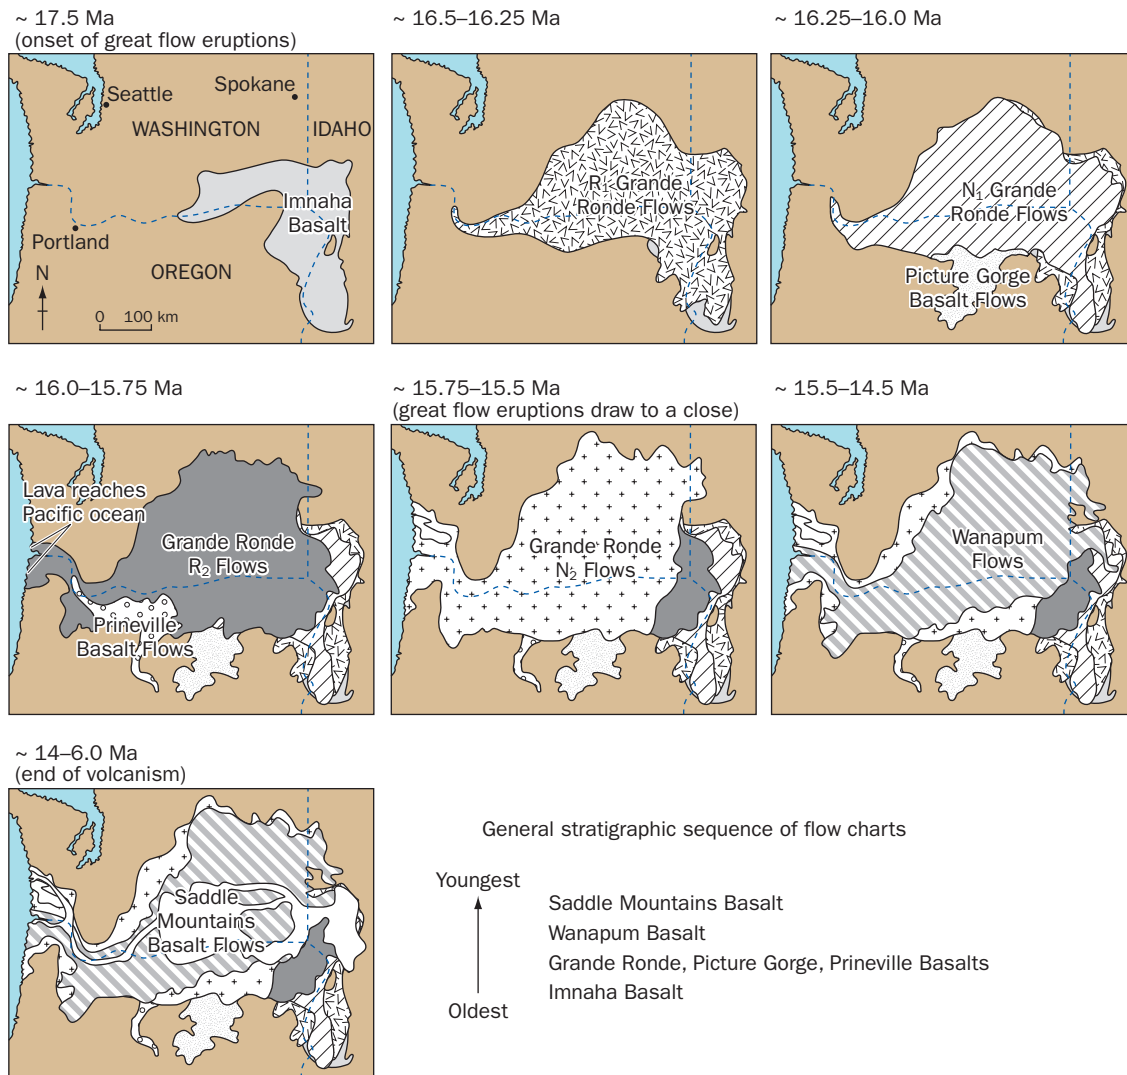 ~ 17.5 Ma
(onset of great flow eruptions)
Seattle
Spokane
WASHINGTON
IDAHO
Imnaha
Basalt
Portland
OREGON
N
0 100 km
~ 16.5–16.25 Ma
R₁ Grande
Ronde Flows
~ 16.25–16.0 Ma
N₁ Grande
Ronde Flows
Picture Gorge
Basalt Flows
~ 16.0–15.75 Ma
Lava reaches
Pacific ocean
Grande Ronde
R₂ Flows
Prineville
Basalt Flows
~ 15.75–15.5 Ma
(great flow eruptions draw to a close)
Grande Ronde
N₂ Flows
~ 15.5–14.5 Ma
Wanapum
Flows
~ 14–6.0 Ma
(end of volcanism)
Saddle
Mountains
Basalt Flows
General stratigraphic sequence of flow charts
Youngest
Saddle Mountains Basalt
Wanapum Basalt
Grande Ronde, Picture Gorge, Prineville Basalts
Imnaha Basalt
Oldest